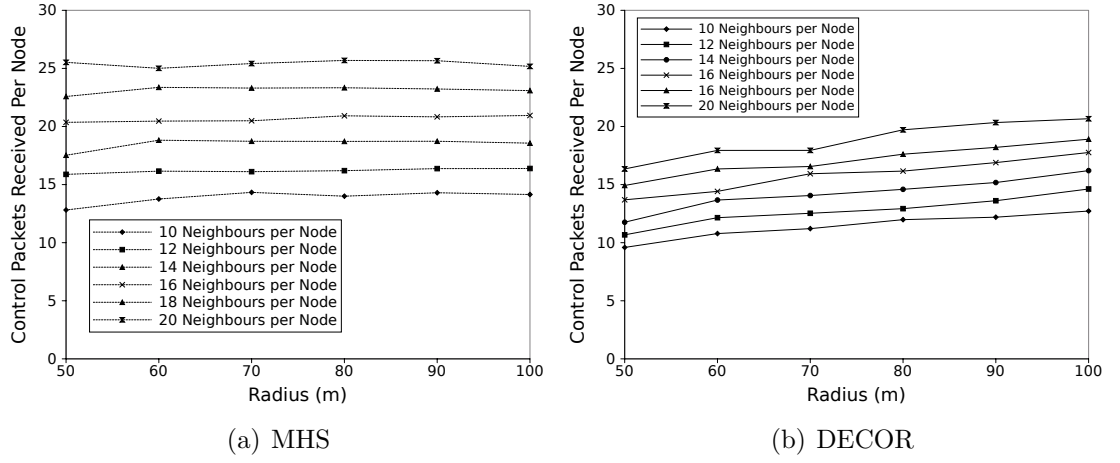 30
25
20
15
10
5
0
Control Packets Received Per Node
10 Neighbours per Node
12 Neighbours per Node
14 Neighbours per Node
16 Neighbours per Node
18 Neighbours per Node
20 Neighbours per Node
50 60 70 80 90 100
Radius (m)
(a) MHS
30
25
20
15
10
5
0
Control Packets Received Per Node
10 Neighbours per Node
12 Neighbours per Node
14 Neighbours per Node
16 Neighbours per Node
16 Neighbours per Node
20 Neighbours per Node
50 60 70 80 90 100
Radius (m)
(b) DECOR